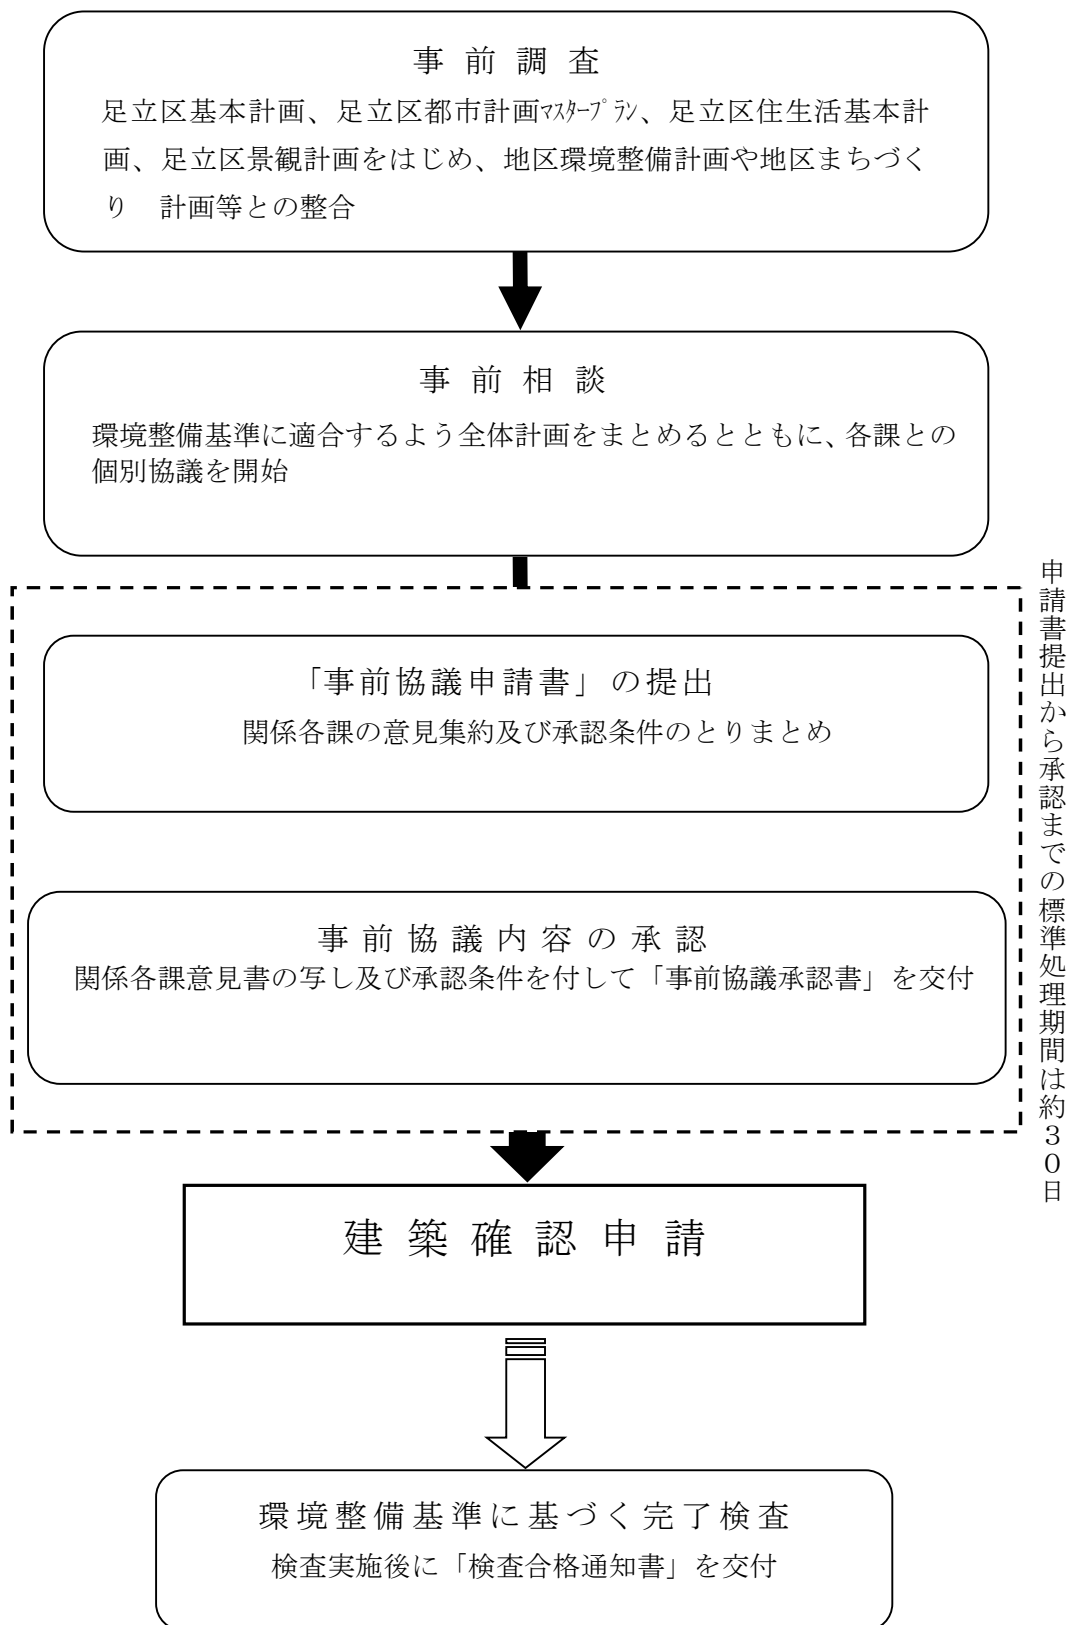 事前調査
足立区基本計画、足立区都市計画ﾏｽﾀｰﾌﾟﾗﾝ、足立区住生活基本計
画、足立区景観計画をはじめ、地区環境整備計画や地区まちづく
り　計画等との整合
事前相談
環境整備基準に適合するよう全体計画をまとめるとともに、各課との
個別協議を開始
「事前協議申請書」の提出
関係各課の意見集約及び承認条件のとりまとめ
事前協議内容の承認
関係各課意見書の写し及び承認条件を付して「事前協議承認書」を交付
申請書提出から承認までの標準処理期間は約３０日
建築確認申請
環境整備基準に基づく完了検査
検査実施後に「検査合格通知書」を交付